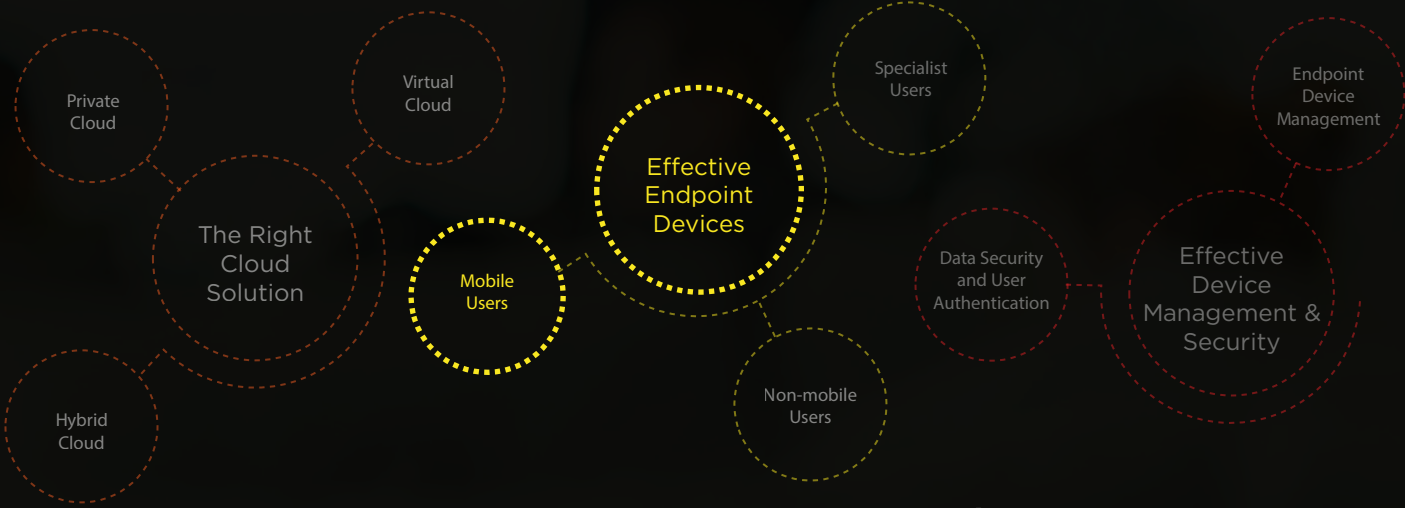 Private
Cloud
Virtual
Cloud
The Right
Cloud
Solution
Hybrid
Cloud
Effective
Endpoint
Devices
Mobile
Users
Specialist
Users
Non-mobile
Users
Endpoint
Device
Management
Data Security
and User
Authentication
Effective
Device
Management &
Security